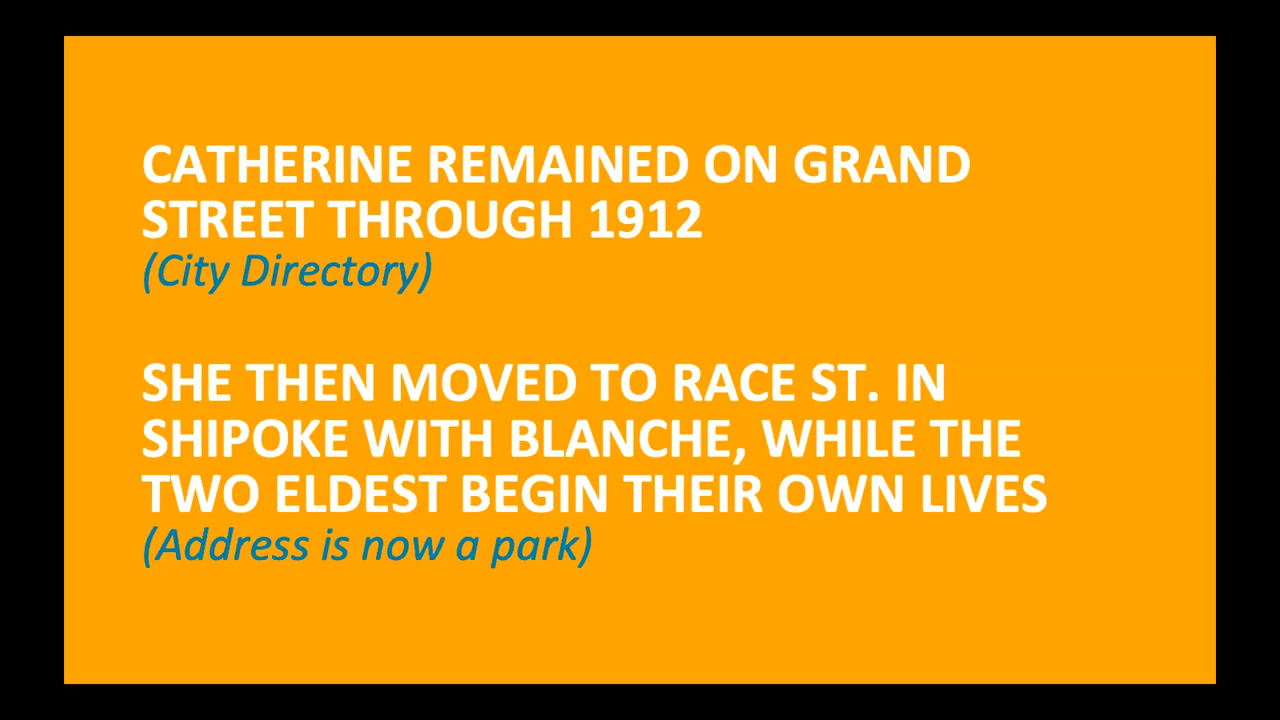 CATHERINE REMAINED ON GRAND
STREET THROUGH 1912
(City Directory)
SHE THEN MOVED TO RACE ST. IN
SHIPOKE WITH BLANCHE, WHILE THE
TWO ELDEST BEGIN THEIR OWN LIVES
(Address is now a park)